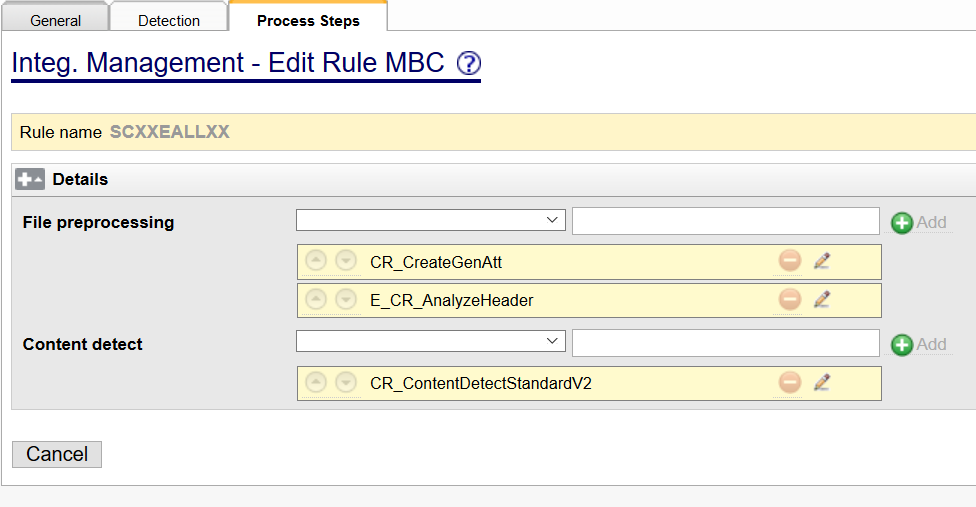 General Detection Process Steps
Integ. Management - Edit Rule MBC ?
Rule name SCXXEALLXX
Details
File preprocessing Add
CR_CreateGenAtt
E_CR_AnalyzeHeader
Content detect Add
CR_ContentDetectStandardV2
Cancel